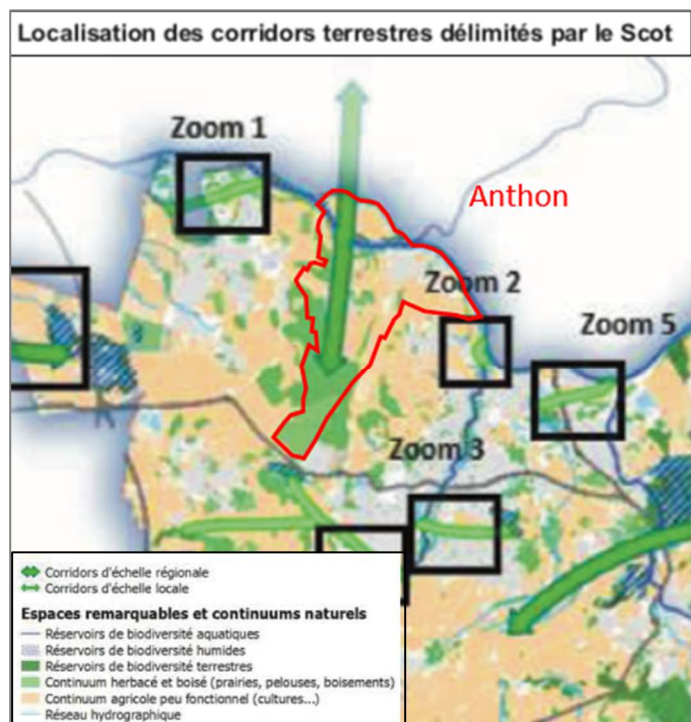 Localisation des corridors terrestres délimités par le Scot
Zoom 1
Anthon
Zoom 2
Zoom 5
Zoom 3
Corridors d'échelle régionale
Corridors d'échelle locale
Espaces remarquables et continuums naturels
Réservoirs de biodiversité aquatiques
Réservoirs de biodiversité humides
Réservoirs de biodiversité terrestres
Continuum herbacé et boisé (prairies, pelouses, boisements)
Continuum agricole peu fonctionnel (cultures...)
Réseau hydrographique